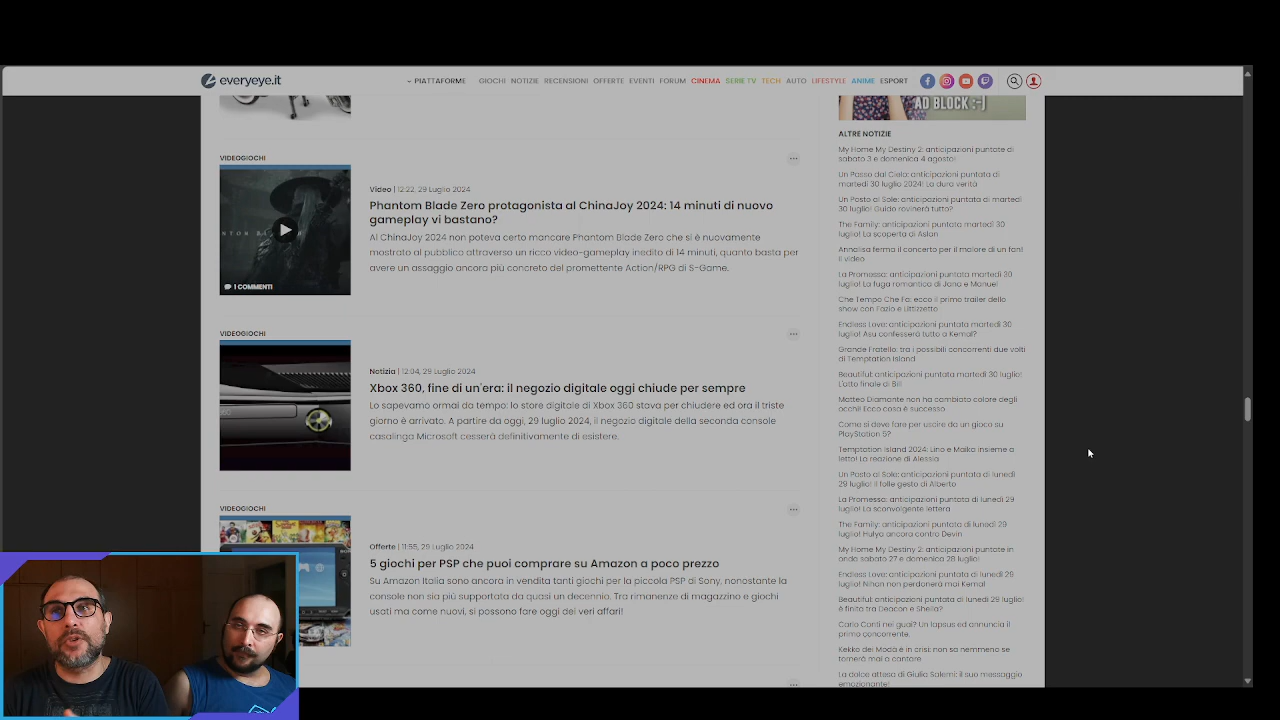 everyeye.it
PIATTAFORME GIOCHI NOTIZIE RECENSIONI OFFERTE EVENTI FORUM CINEMA SERIE TV TECH AUTO LIFESTYLE ANIME ESPORT
VIDEOGIOCHI
1 COMMENTI
Video | 12:22, 29 Luglio 2024
Phantom Blade Zero protagonista al ChinaJoy 2024: 14 minuti di nuovo
gameplay vi bastano?
Al ChinaJoy 2024 non poteva certo mancare Phantom Blade Zero che si è nuovamente
mostrato al pubblico attraverso un ricco video-gameplay inedito di 14 minuti, quanto basta per
avere un assaggio ancora più concreto del promettente Action/RPG di S-Game.
VIDEOGIOCHI
Notizia | 12:04, 29 Luglio 2024
Xbox 360, fine di un'era: il negozio digitale oggi chiude per sempre
Lo sapevamo ormai da tempo: lo store digitale di Xbox 360 stava per chiudere ed ora il triste
giorno è arrivato. A partire da oggi, 29 luglio 2024, il negozio digitale della seconda console
casalinga Microsoft cesserà definitivamente di esistere.
VIDEOGIOCHI
Offerte | 11:55, 29 Luglio 2024
5 giochi per PSP che puoi comprare su Amazon a poco prezzo
Su Amazon Italia sono ancora in vendita tanti giochi per la piccola PSP di Sony, nonostante la
console non sia più supportata da quasi un decennio. Tra rimanenze di magazzino e giochi
usati ma come nuovi, si possono fare oggi dei veri affari!
AD BLOCK :-)
ALTRE NOTIZIE
My Home My Destiny 2: anticipazioni puntate di
sabato 3 e domenica 4 agosto!
Un Passo dal Cielo: anticipazioni puntata di
martedì 30 luglio 2024! La dura verità
Un Posto al Sole: anticipazioni puntata di martedì
30 luglio! Guido rovinerà tutto?
The Family: anticipazioni puntata martedì 30
luglio! La scoperta di Aslan
Annalisa ferma il concerto per il malore di un fan!
Il video
La Promessa: anticipazioni puntata martedì 30
luglio! La fuga romantica di Jana e Manuel
Che Tempo Che Fa: ecco il primo trailer dello
show con Fazio e Littizzetto
Endless Love: anticipazioni puntata martedì 30
luglio! Asu confesserà tutto a Kemal?
Grande Fratello: tra i possibili concorrenti due volti
di Temptation Island
Beautiful: anticipazioni puntata martedì 30 luglio!
L'atto finale di Bill
Matteo Diamante non ha cambiato colore degli
occhi! Ecco cosa è successo
Come si deve fare per uscire da un gioco su
PlayStation 5?
Temptation Island 2024: Lino e Maika insieme a
letto! La reazione di Alessia
Un Posto al Sole: anticipazioni puntata di lunedì
29 luglio! Il folle gesto di Alberto
La Promessa: anticipazioni puntata di lunedì 29
luglio! La sconvolgente lettera
The Family: anticipazioni puntata di lunedì 29
luglio! Hulya ancora contro Devin
My Home My Destiny 2: anticipazioni puntate in
onda sabato 27 e domenica 28 luglio!
Endless Love: anticipazioni puntata di lunedì 29
luglio! Nihan non perdonerà mai Kemal
Beautiful: anticipazioni puntata di lunedì 29 luglio!
È finita tra Deacon e Sheila?
Carlo Conti nei guai? Un lapsus ed annuncia il
primo concorrente.
Kekko dei Modà è in crisi: non sa nemmeno se
tornerà mai a cantare
La dolce attesa di Giulia Salemi: il suo messaggio
emozionante!